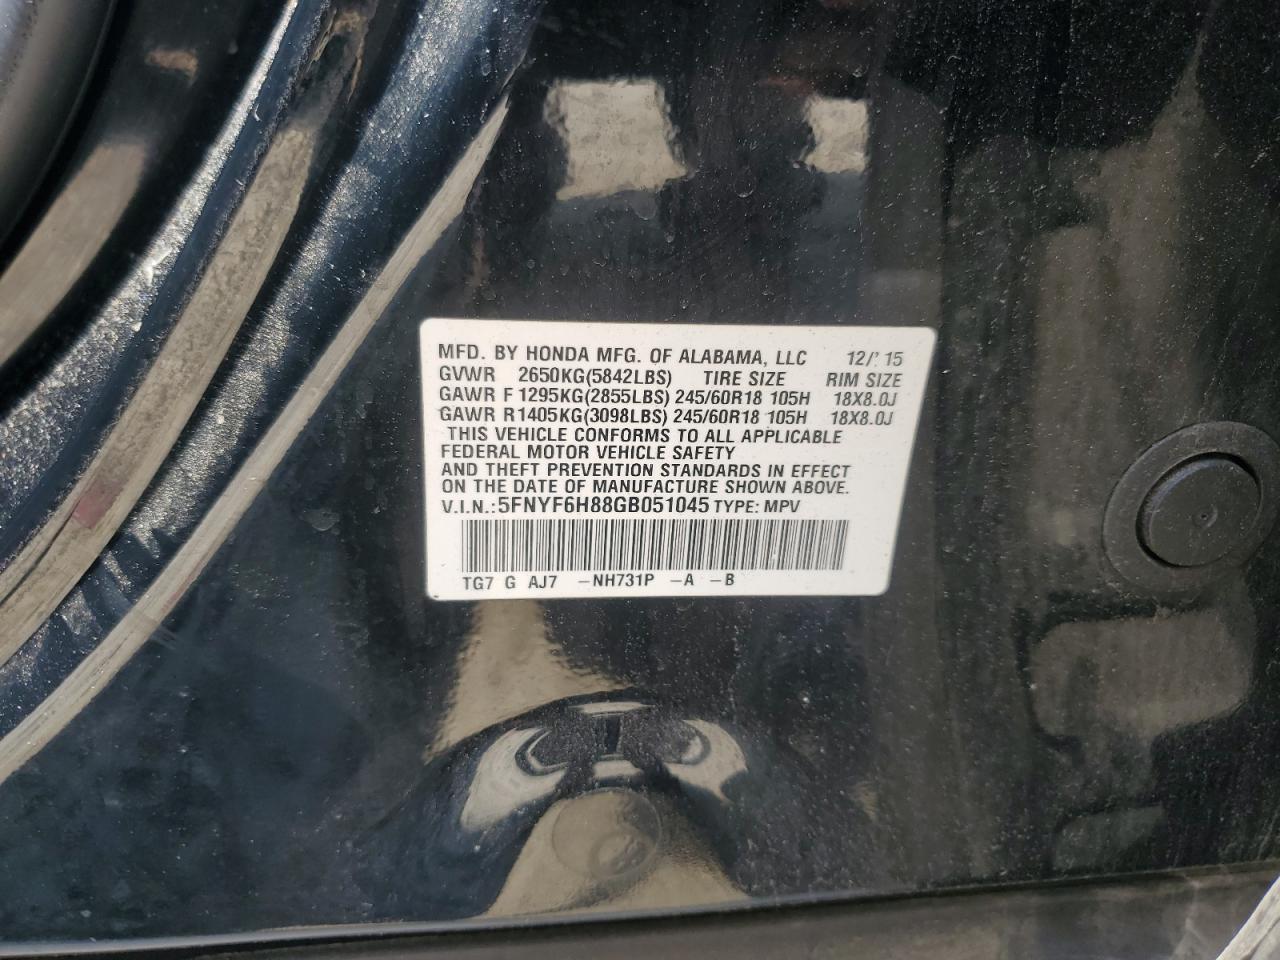 MFD. BY HONDA MFG. OF ALABAMA, LLC 12/'15
GVWR 2650KG(5842LBS) TIRE SIZE RIM SIZE
GAWR F 1295KG(2855LBS) 245/60R18 105H 18X8.0J
GAWR R1405KG(3098LBS) 245/60R18 105H 18X8.0J
THIS VEHICLE CONFORMS TO ALL APPLICABLE
FEDERAL MOTOR VEHICLE SAFETY
AND THEFT PREVENTION STANDARDS IN EFFECT
ON THE DATE OF MANUFACTURE SHOWN ABOVE.
V.I.N.:5FNYF6H88GB051045 TYPE: MPV
TG7 G AJ7 -NH731P -A -B